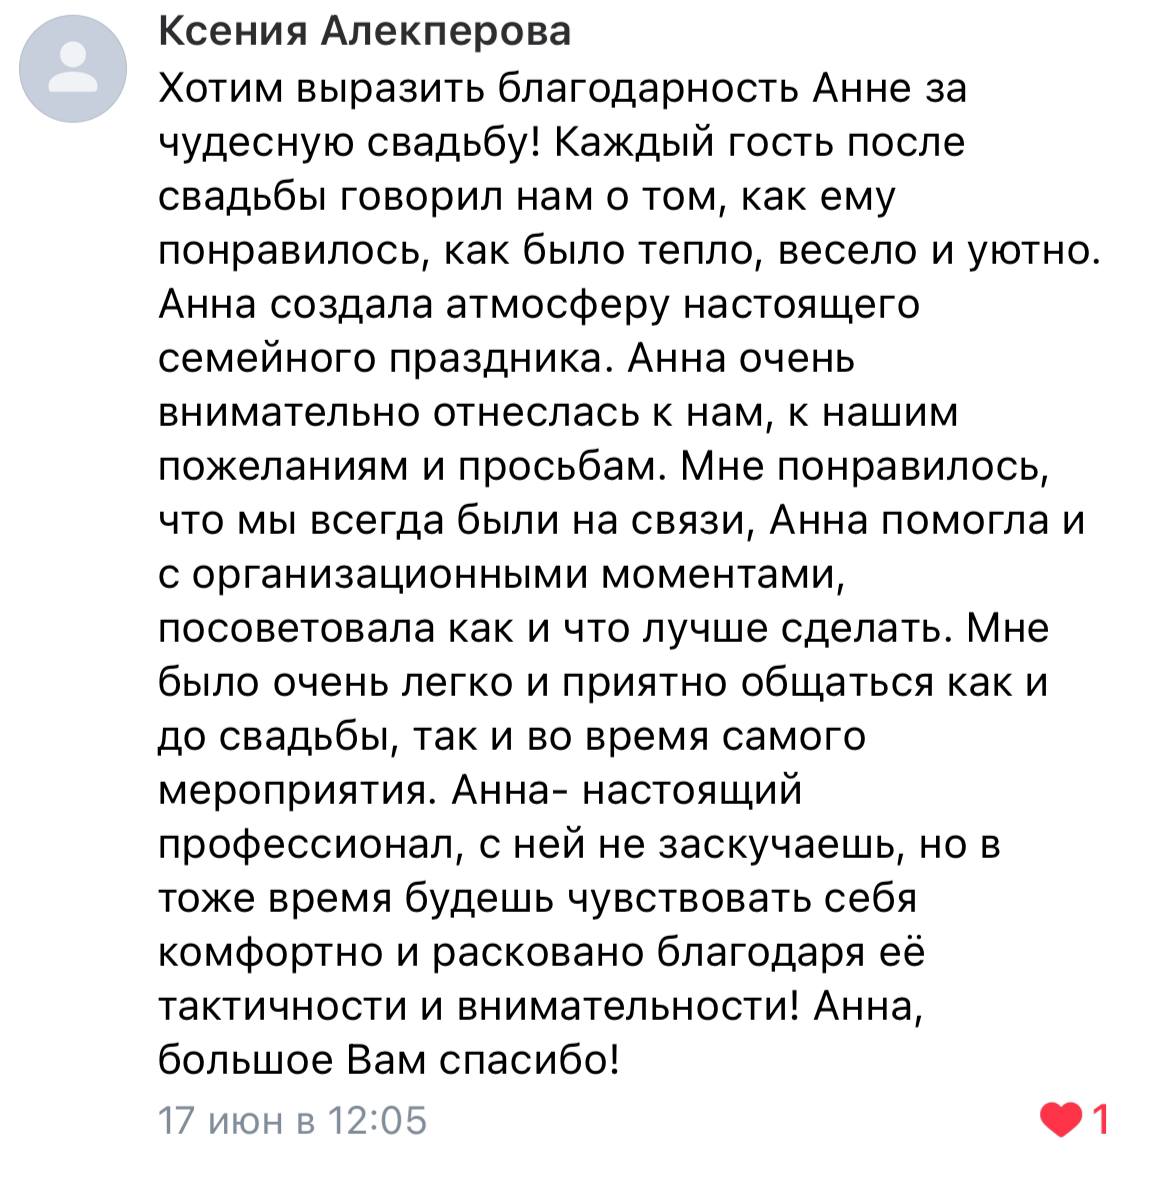 Ксения Алекперова
Хотим выразить благодарность Анне за
чудесную свадьбу! Каждый гость после
свадьбы говорил нам о том, как ему
понравилось, как было тепло, весело и уютно.
Анна создала атмосферу настоящего
семейного праздника. Анна очень
внимательно отнеслась к нам, к нашим
пожеланиям и просьбам. Мне понравилось,
что мы всегда были на связи, Анна помогла и
с организационными моментами,
посоветовала как и что лучше сделать. Мне
было очень легко и приятно общаться как и
до свадьбы, так и во время самого
мероприятия. Анна- настоящий
профессионал, с ней не заскучаешь, но в
тоже время будешь чувствовать себя
комфортно и расковано благодаря её
тактичности и внимательности! Анна,
большое Вам спасибо!
17 июн в 12:05 1